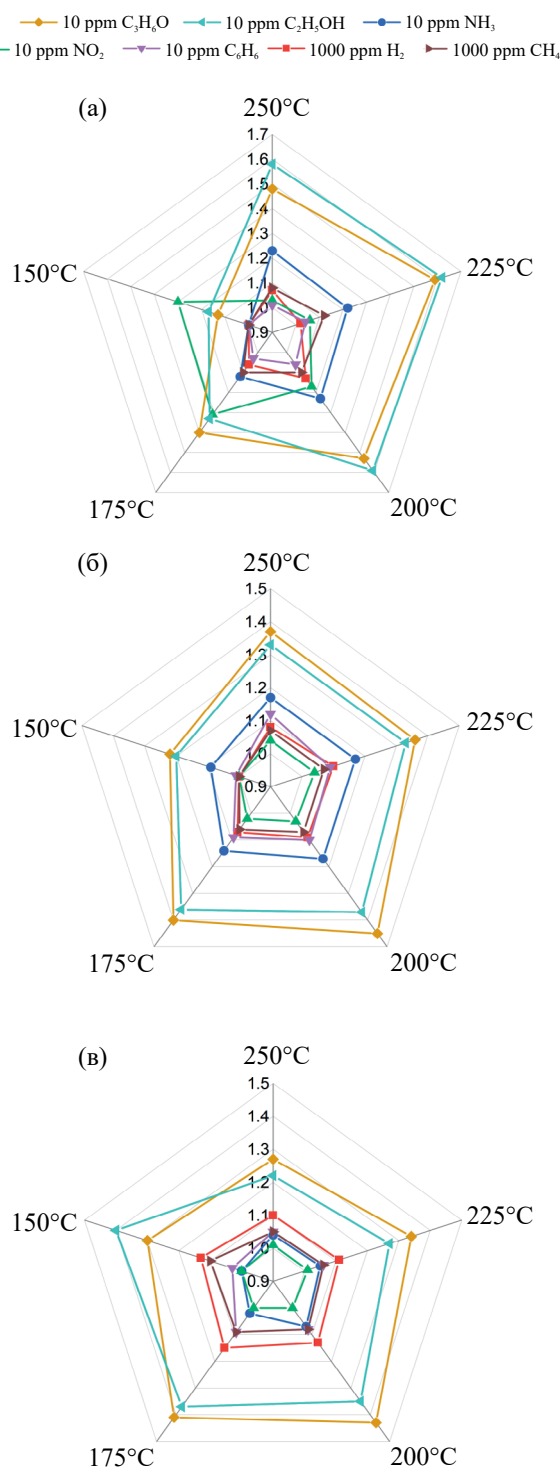 10 ppm C₃H₆O 10 ppm C₂H₅OH 10 ppm NH₃
10 ppm NO₂ 10 ppm C₆H₆ 1000 ppm H₂ 1000 ppm CH₄
(а)
250°C
1.7
1.6
1.5
1.4
1.3
225°C
150°C
1.2
1.1
1.0
0.9
175°C
200°C
(б)
250°C
1.5
1.4
1.3
1.2
225°C
150°C
1.1
1.0
0.9
175°C
200°C
(в)
250°C
1.5
1.4
1.3
1.2
225°C
150°C
1.1
1.0
0.9
175°C
200°C